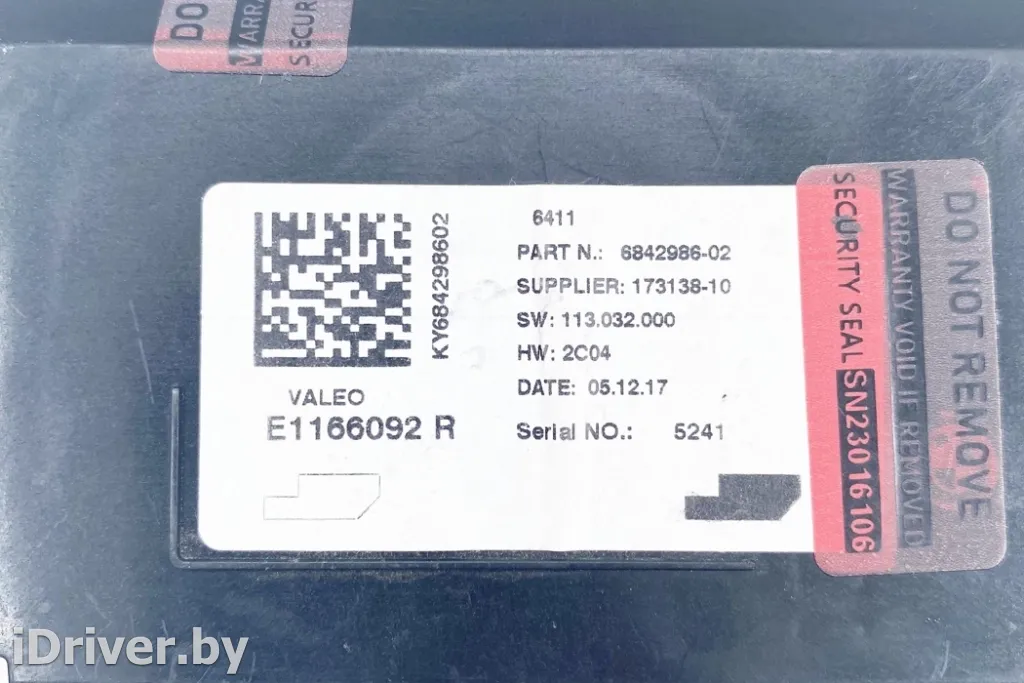 DO
WARRA
SECUR
KY684298602
6411
PART N.: 6842986-02
SUPPLIER: 173138-10
SW: 113.032.000
HW: 2C04
DATE: 05.12.17
Serial NO.: 5241
VALEO
E1166092 R
SECURITY SEAL SN23016106
WARRANTY VOID IF REMOVED
DO NOT REMOVE
iDriver.by